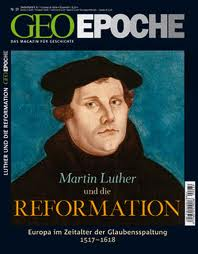 GEO EPOCHE
DAS MAGAZIN FÜR GESCHICHTE
Martin Luther
und die
REFORMATION
Europa im Zeitalter der Glaubensspaltung
1517–1618
LUTHER UND DIE REFORMATION GEO EPOCHE